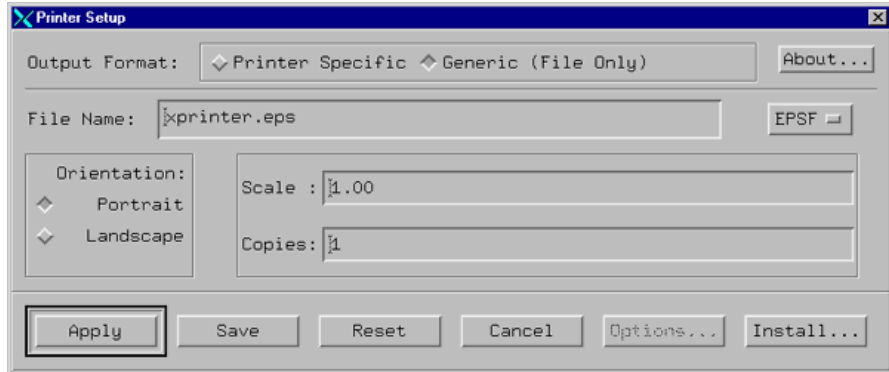 Printer Setup
Output Format: Printer Specific Generic (File Only) About...
File Name: xprinter.eps EPSF
Orientation:
Portrait
Landscape
Scale : 1.00
Copies: 1
Apply Save Reset Cancel Options... Install...